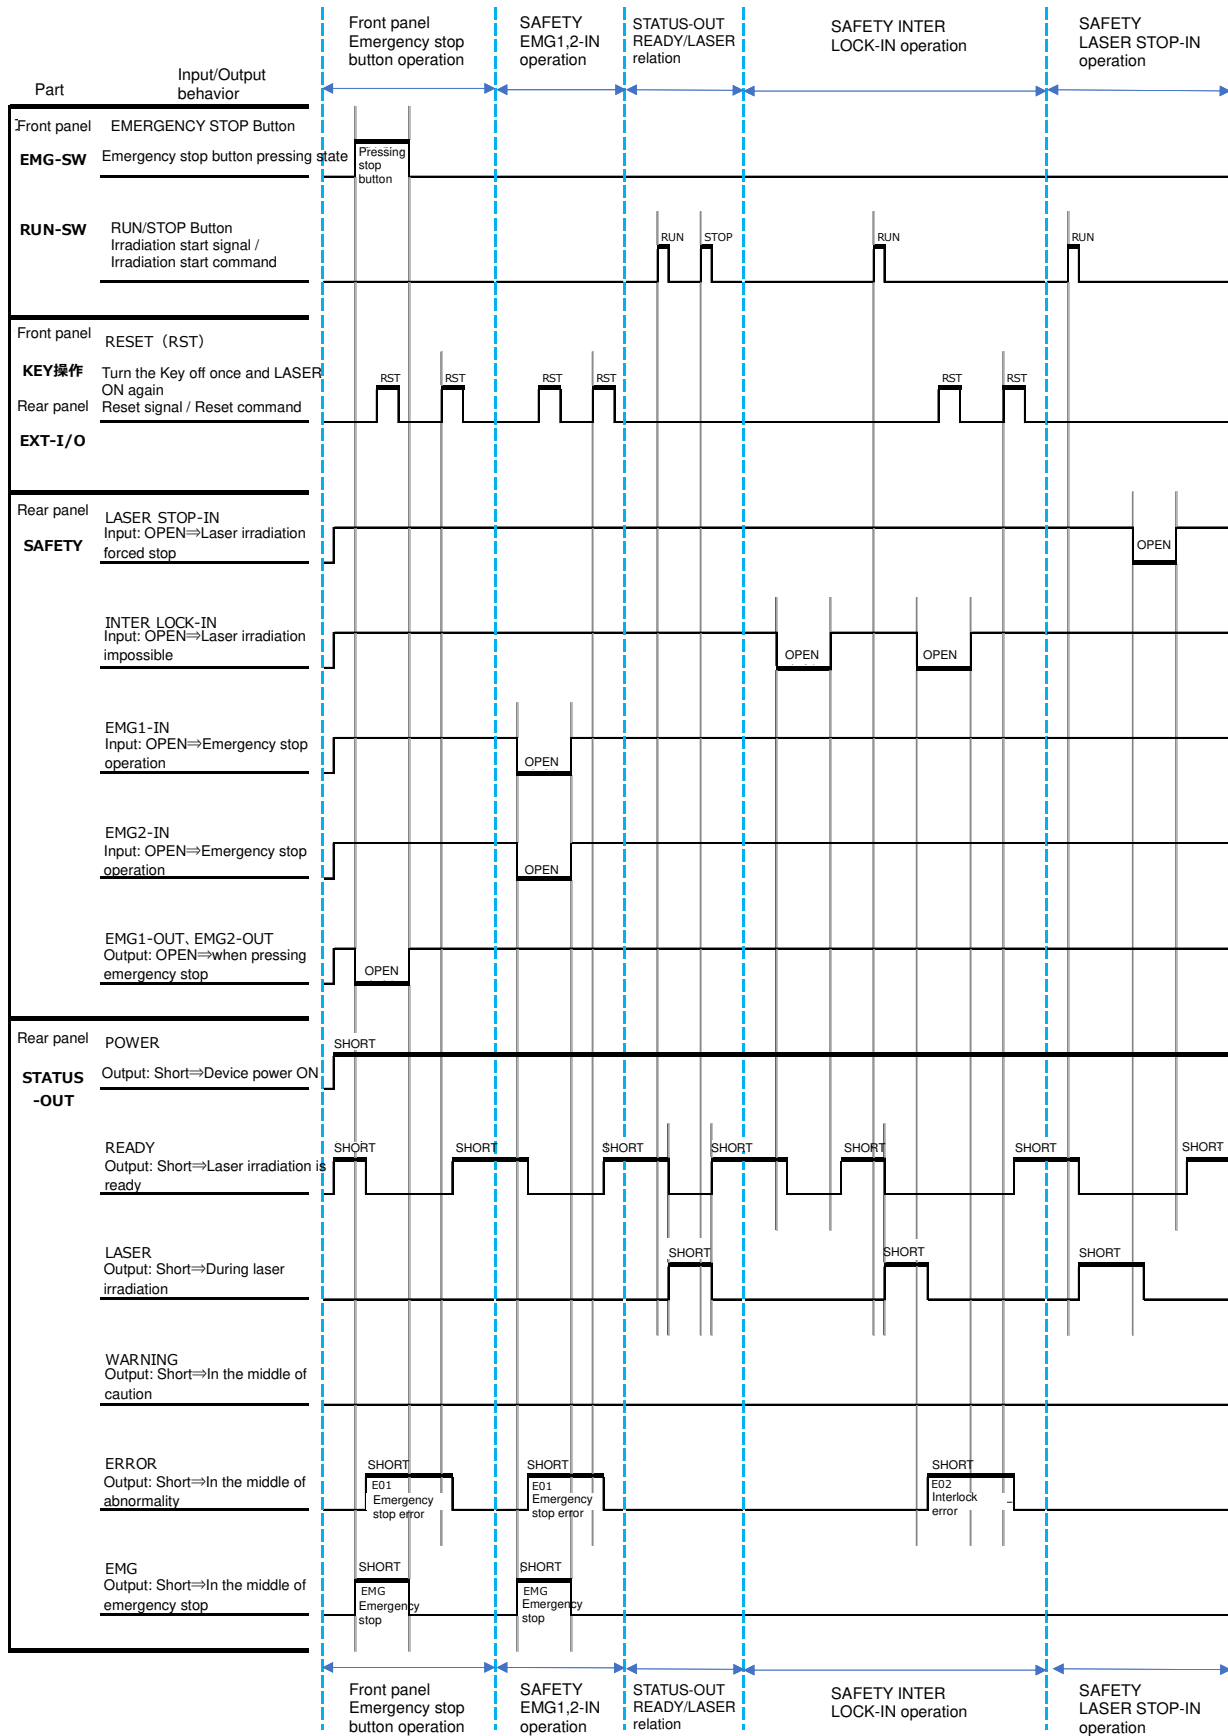 Front panel
Emergency stop
button operation
SAFETY
EMG1,2-IN
operation
STATUS-OUT
READY/LASER
relation
SAFETY INTER
LOCK-IN operation
SAFETY
LASER STOP-IN
operation
Part
Input/Output
behavior
Front panel
EMERGENCY STOP Button
EMG-SW
Emergency stop button pressing state
Pressing
stop
button
RUN-SW
RUN/STOP Button
Irradiation start signal /
Irradiation start command
RUN
STOP
RUN
RUN
Front panel
RESET（RST）
KEY操作
Turn the Key off once and LASER
ON again
Rear panel
Reset signal / Reset command
EXT-I/O
RST
RST
RST
RST
RST
RST
Rear panel
LASER STOP-IN
SAFETY
Input: OPEN⇒Laser irradiation
forced stop
OPEN
INTER LOCK-IN
Input: OPEN⇒Laser irradiation
impossible
OPEN
OPEN
EMG1-IN
Input: OPEN⇒Emergency stop
operation
OPEN
EMG2-IN
Input: OPEN⇒Emergency stop
operation
OPEN
EMG1-OUT、EMG2-OUT
Output: OPEN⇒when pressing
emergency stop
OPEN
Rear panel
POWER
SHORT
STATUS
-OUT
Output: Short⇒Device power ON
READY
Output: Short⇒Laser irradiation is
ready
SHORT
SHORT
SHORT
SHORT
SHORT
SHORT
SHORT
LASER
Output: Short⇒During laser
irradiation
SHORT
SHORT
SHORT
WARNING
Output: Short⇒In the middle of
caution
ERROR
Output: Short⇒In the middle of
abnormality
SHORT
E01
Emergency
stop error
SHORT
E01
Emergency
stop error
SHORT
E02
Interlock
error
EMG
Output: Short⇒In the middle of
emergency stop
SHORT
EMG
Emergency
stop
SHORT
EMG
Emergency
stop
Front panel
Emergency stop
button operation
SAFETY
EMG1,2-IN
operation
STATUS-OUT
READY/LASER
relation
SAFETY INTER
LOCK-IN operation
SAFETY
LASER STOP-IN
operation